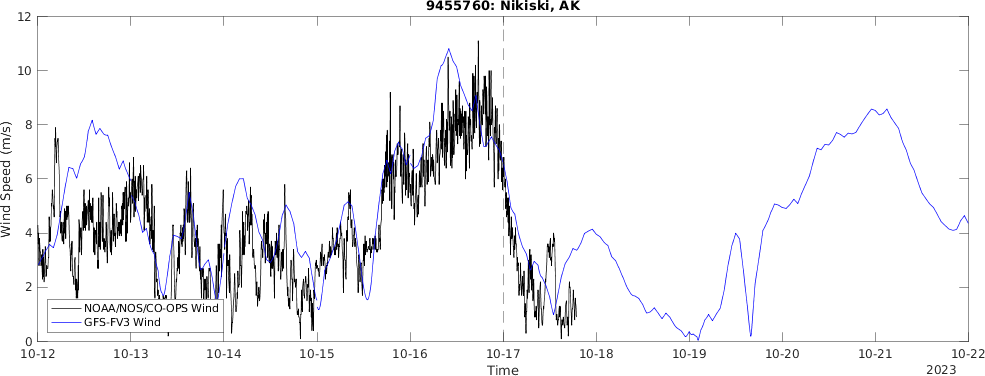 9455760: Nikiski, AK
Wind Speed (m/s)
12
10
8
6
4
2
0
NOAA/NOS/CO-OPS Wind
GFS-FV3 Wind
10-12 10-13 10-14 10-15 10-16 10-17 10-18 10-19 10-20 10-21 10-22
Time
2023